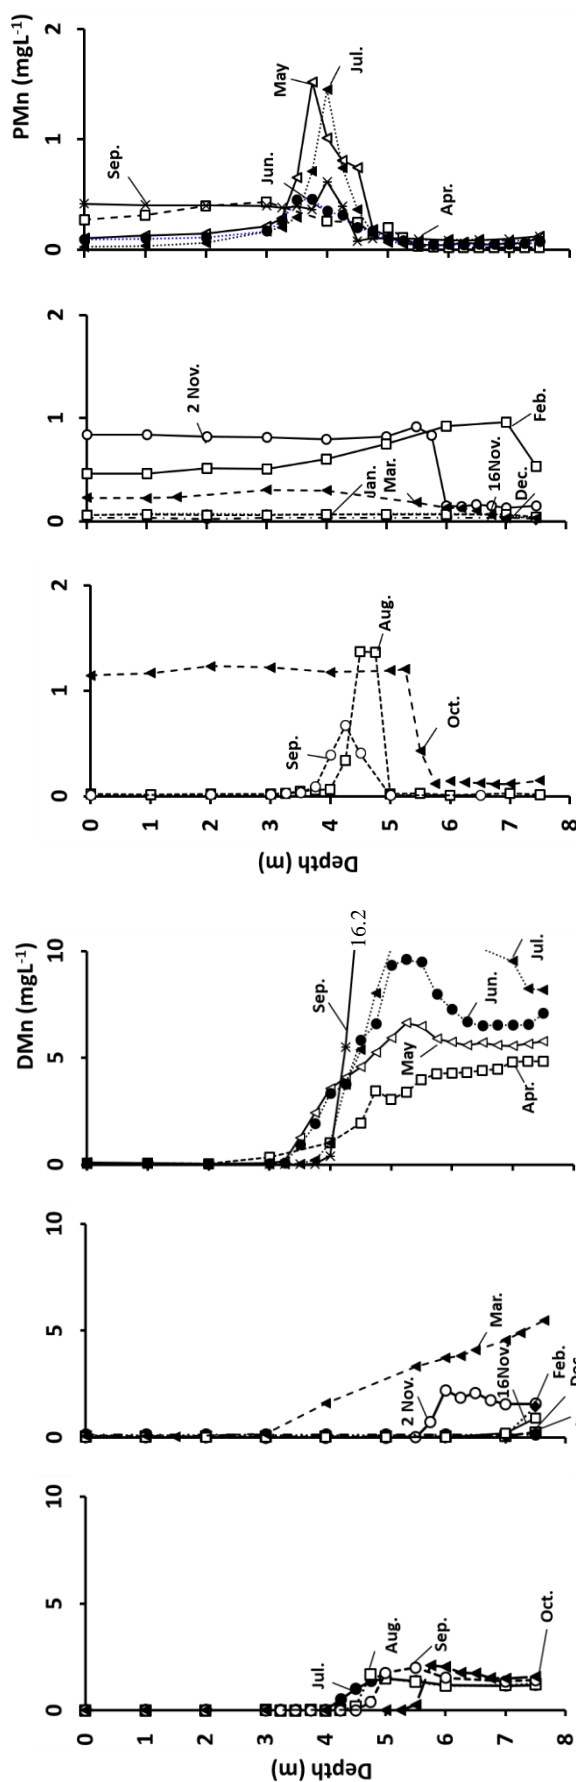 DMn (mgL-1)
PMn (mgL-1)
0 5 10
0 5 10
0 5 10
0 1 2
0 1 2
0 1 2
Depth (m)
0
1
2
3
4
5
6
7
8
Jul.
Aug.
Sep.
Oct.
2 Nov.
Mar.
16Nov.
Feb.
Sep.
16.2
May
Jun.
Apr.
Jul.
Depth (m)
0
1
2
3
4
5
6
7
8
Sep.
Aug.
Oct.
2 Nov.
Jan.
Mar.
16Nov.
Feb.
Dec.
Sep.
Jun.
May
Jul.
Apr.